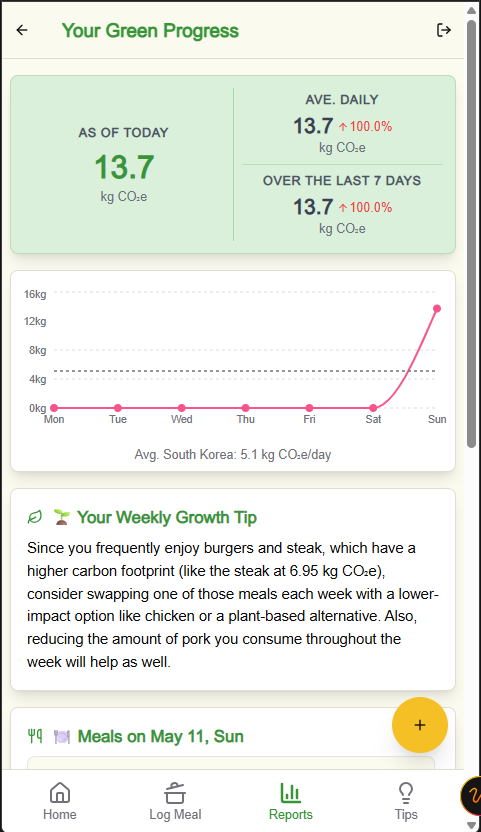 Your Green Progress
AS OF TODAY
13.7
kg CO₂e
AVE. DAILY
13.7 ↑100.0%
kg CO₂e
OVER THE LAST 7 DAYS
13.7 ↑100.0%
kg CO₂e
16kg
12kg
8kg
4kg
0kg
Mon Tue Wed Thu Fri Sat Sun
Avg. South Korea: 5.1 kg CO₂e/day
Your Weekly Growth Tip
Since you frequently enjoy burgers and steak, which have a
higher carbon footprint (like the steak at 6.95 kg CO₂e),
consider swapping one of those meals each week with a lower-
impact option like chicken or a plant-based alternative. Also,
reducing the amount of pork you consume throughout the
week will help as well.
Meals on May 11, Sun
Home Log Meal Reports Tips